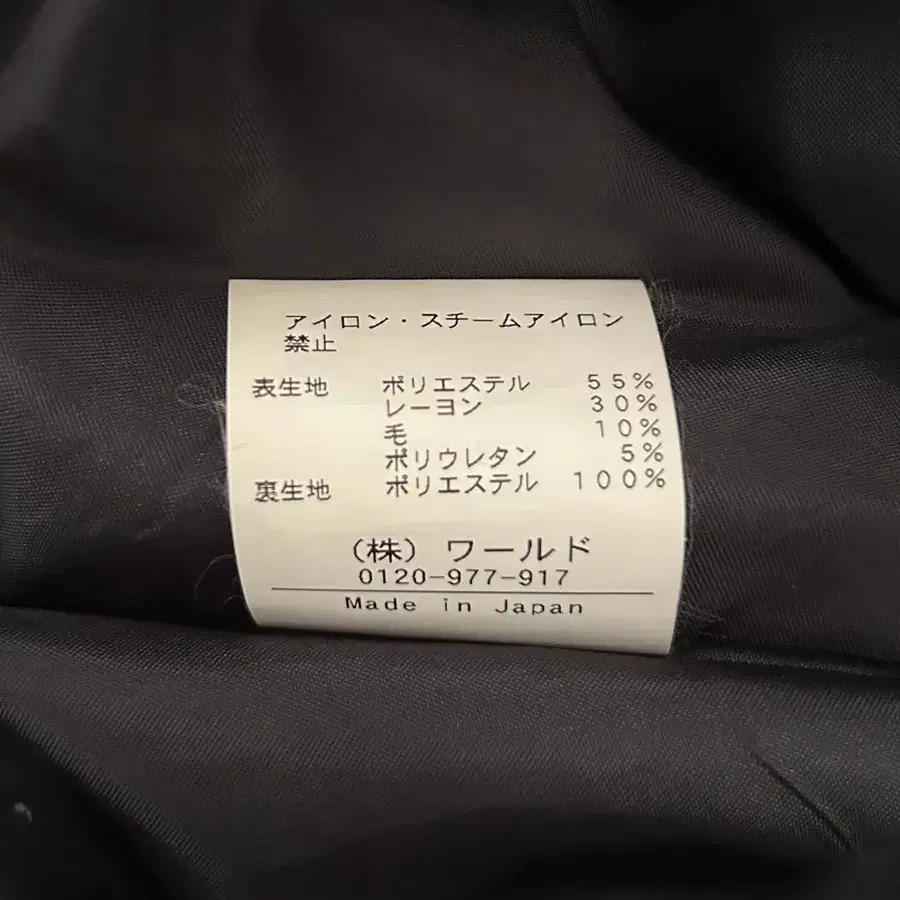 アイロン・スチームアイロン
禁止
表生地 ポリエステル 55%
レーヨン 30%
毛 10%
ポリウレタン 5%
裏生地 ポリエステル 100%
(株) ワールド
0120-977-917
Made in Japan